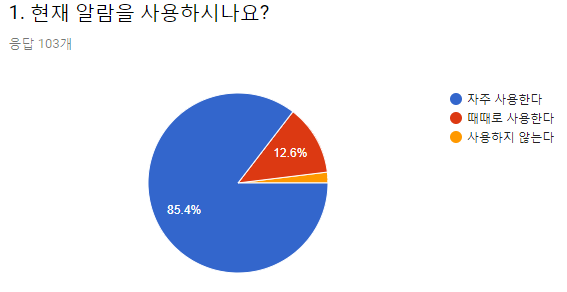 1. 현재 알람을 사용하시나요?
응답 103개
자주 사용한다
때때로 사용한다
사용하지 않는다
12.6%
85.4%